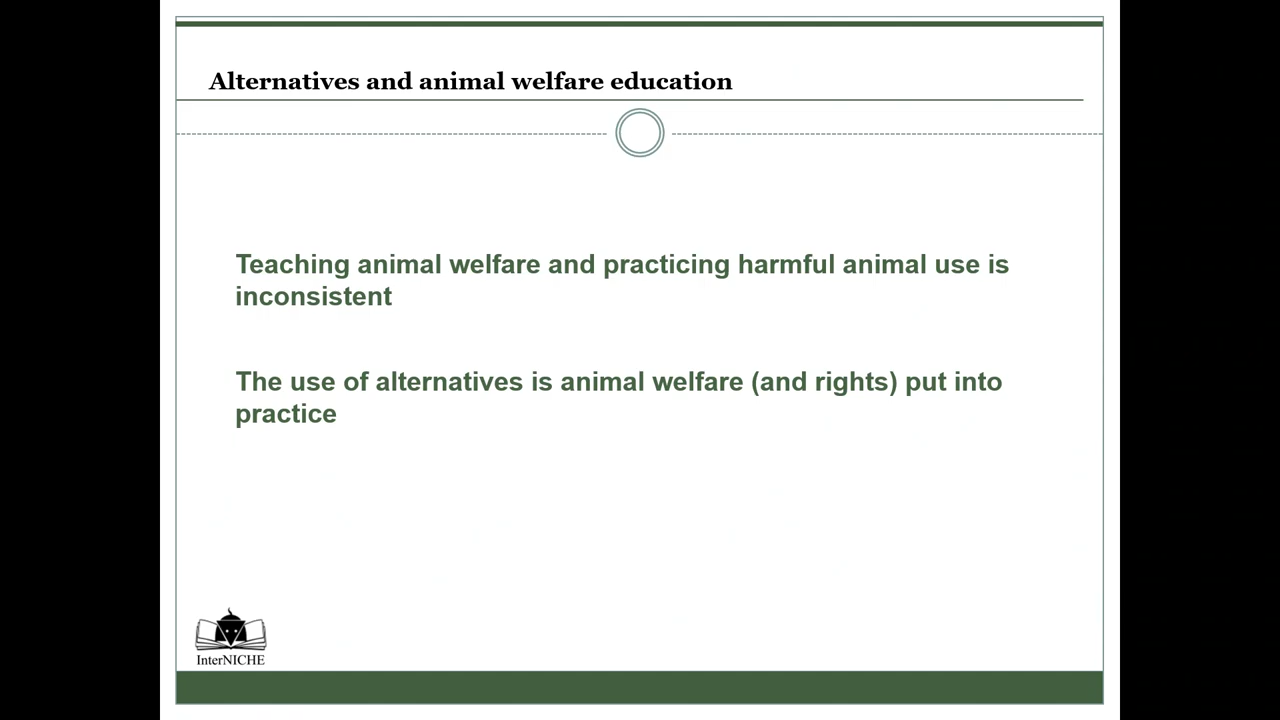 Alternatives and animal welfare education
Teaching animal welfare and practicing harmful animal use is
inconsistent
The use of alternatives is animal welfare (and rights) put into
practice
InterNICHE